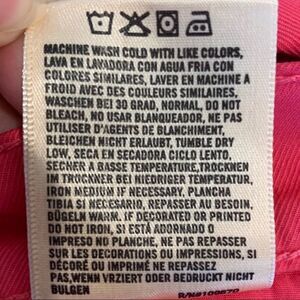 MACHINE WASH COLD WITH LIKE COLORS,
LAVA EN LAVADORA CON AGUA FRIA CON
COLORES SIMILARES, LAVER EN MACHINE A
FROID AVEC DES COULEURS SIMILAIRES,
WASCHEN BEI 30 GRAD, NORMAL, DO NOT
BLEACH, NO USAR BLANQUEADOR, NE PAS
UTILISER D'AGENTS DE BLANCHIMENT,
BLEICHEN NICHT ERLAUBT, TUMBLE DRY
LOW, SECA EN SECADORA CICLO LENTO,
SECHER A BASSE TEMPERATURE,TROCKNEN
IM TROCKNER BEI NIEDRIGER TEMPERATUR,
IRON MEDIUM IF NECESSARY, PLANCHA
TIBIA SI NECESARIO, REPASSER AU BESOIN.
BÜGELN WARM. IF DECORATED OR PRINTED
DO NOT IRON, SI ESTÁ ADORNADO O
IMPRESO NO PLANCHE, NE PAS REPASSER
SUR LES DECORATIONS OU IMPRESSIONS, SI
DÉCORÉ OU IMPRIMÉ NE REPASSEZ
PAS,WENN VRZIERT ODER BEDRUCKT NICHT
BULGEN